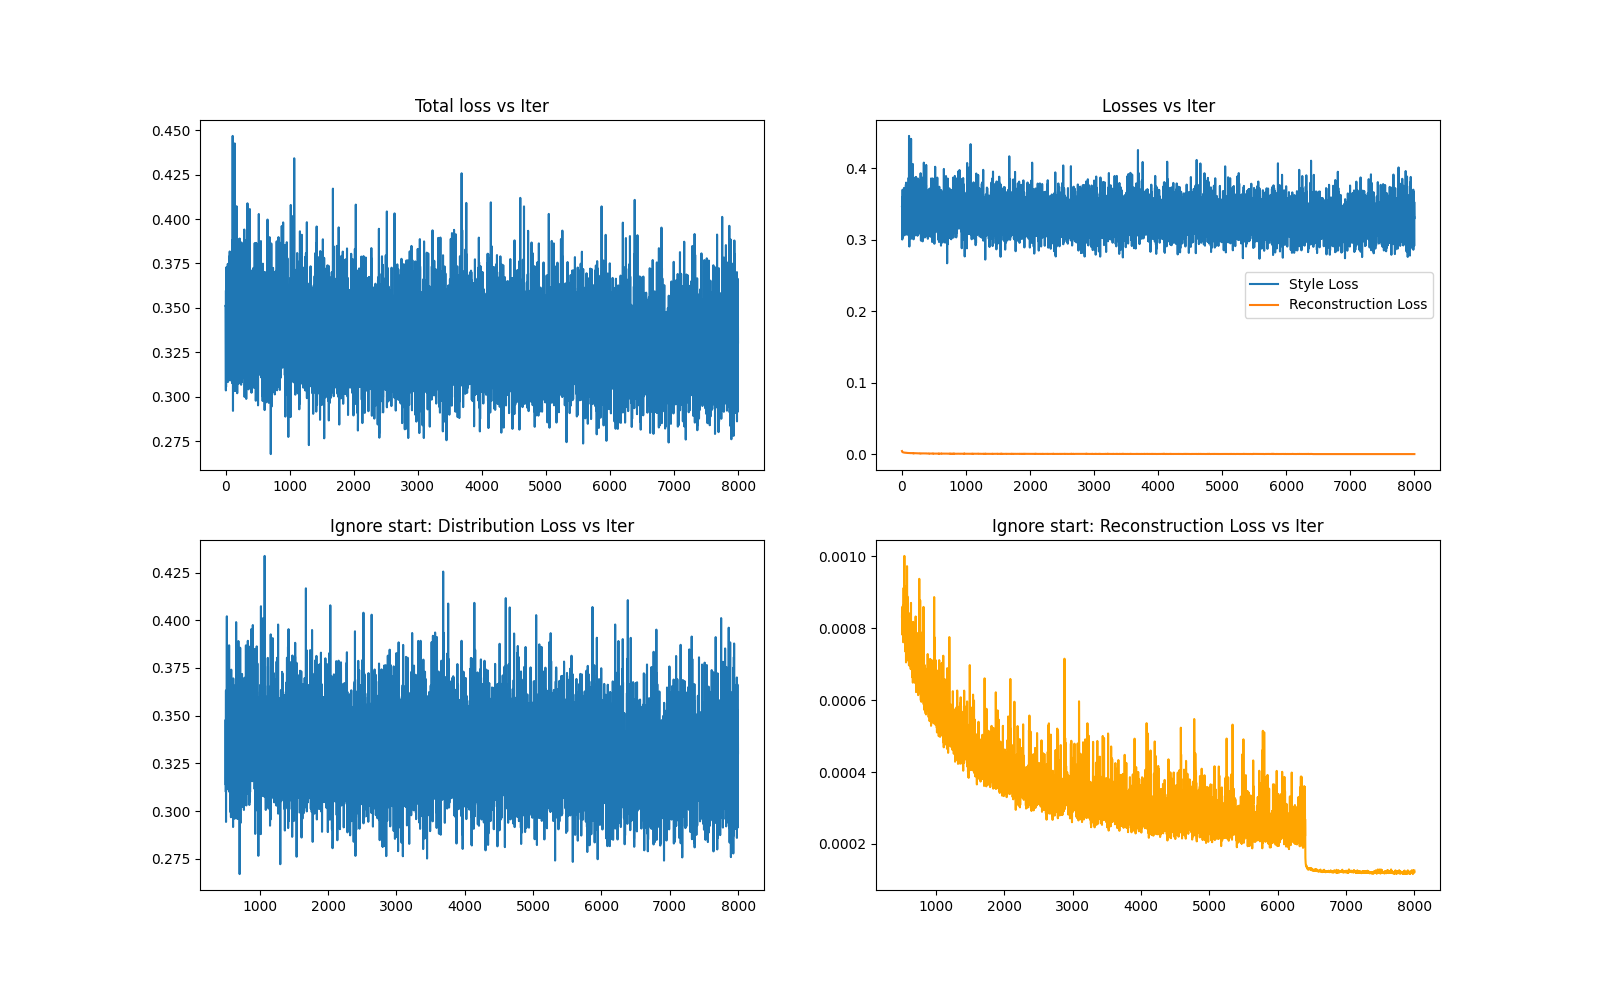 Total loss vs Iter
0.450
0.425
0.400
0.375
0.350
0.325
0.300
0.275
0 1000 2000 3000 4000 5000 6000 7000 8000
Losses vs Iter
0.4
0.3
0.2
0.1
0.0
Style Loss
Reconstruction Loss
0 1000 2000 3000 4000 5000 6000 7000 8000
Ignore start: Distribution Loss vs Iter
0.425
0.400
0.375
0.350
0.325
0.300
0.275
1000 2000 3000 4000 5000 6000 7000 8000
Ignore start: Reconstruction Loss vs Iter
0.0010
0.0008
0.0006
0.0004
0.0002
1000 2000 3000 4000 5000 6000 7000 8000